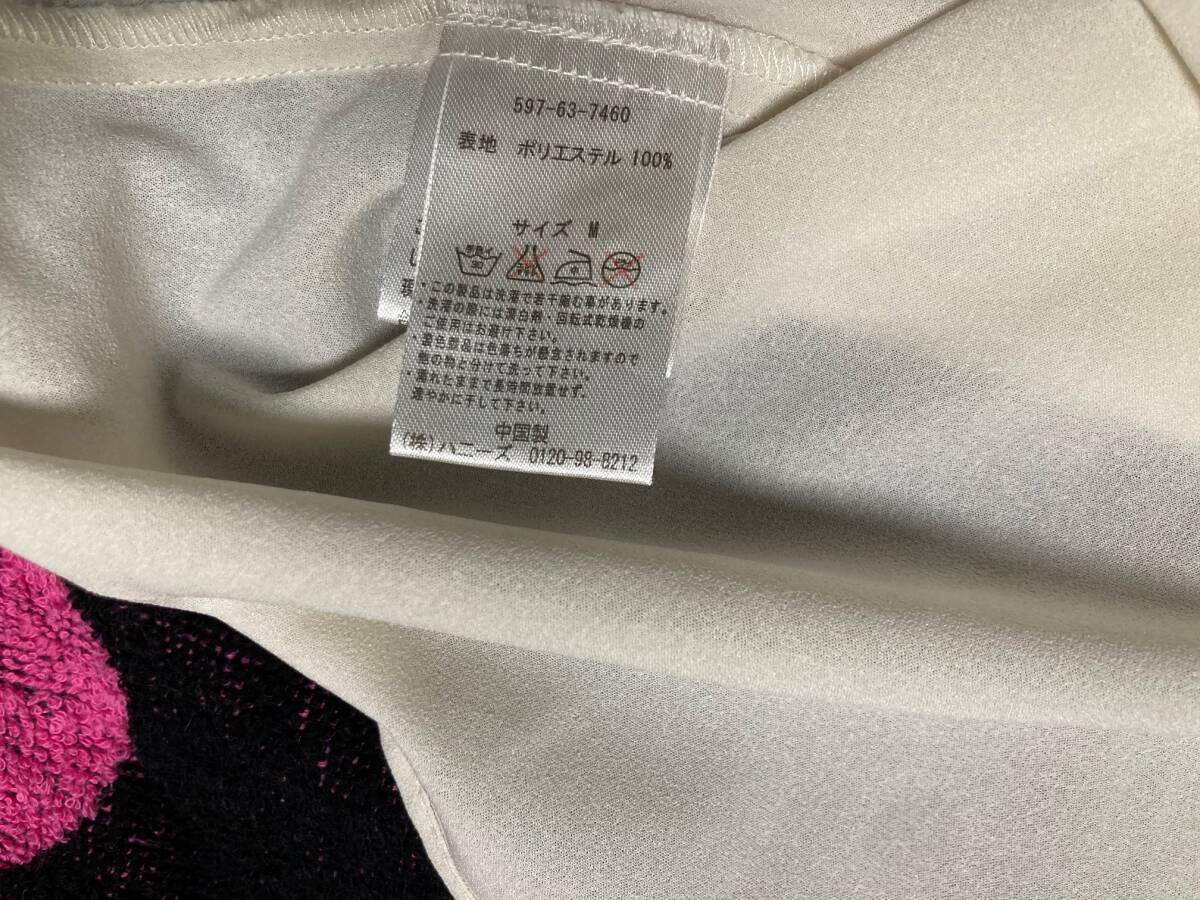 597-63-7460
表地 ポリエステル 100%
サイズ M
手洗イ
・この製品は洗濯で若干縮む事があります。
・洗濯の際には漂白剤・回転式乾燥機の
ご使用はお避け下さい。
・濃色部品は色落ちが懸念されますので
他の物と分けて洗って下さい。
・濡れたままで長時間放置せず、
速やかに干して下さい。
中国製
(株)ハニーズ 0120-98-8212